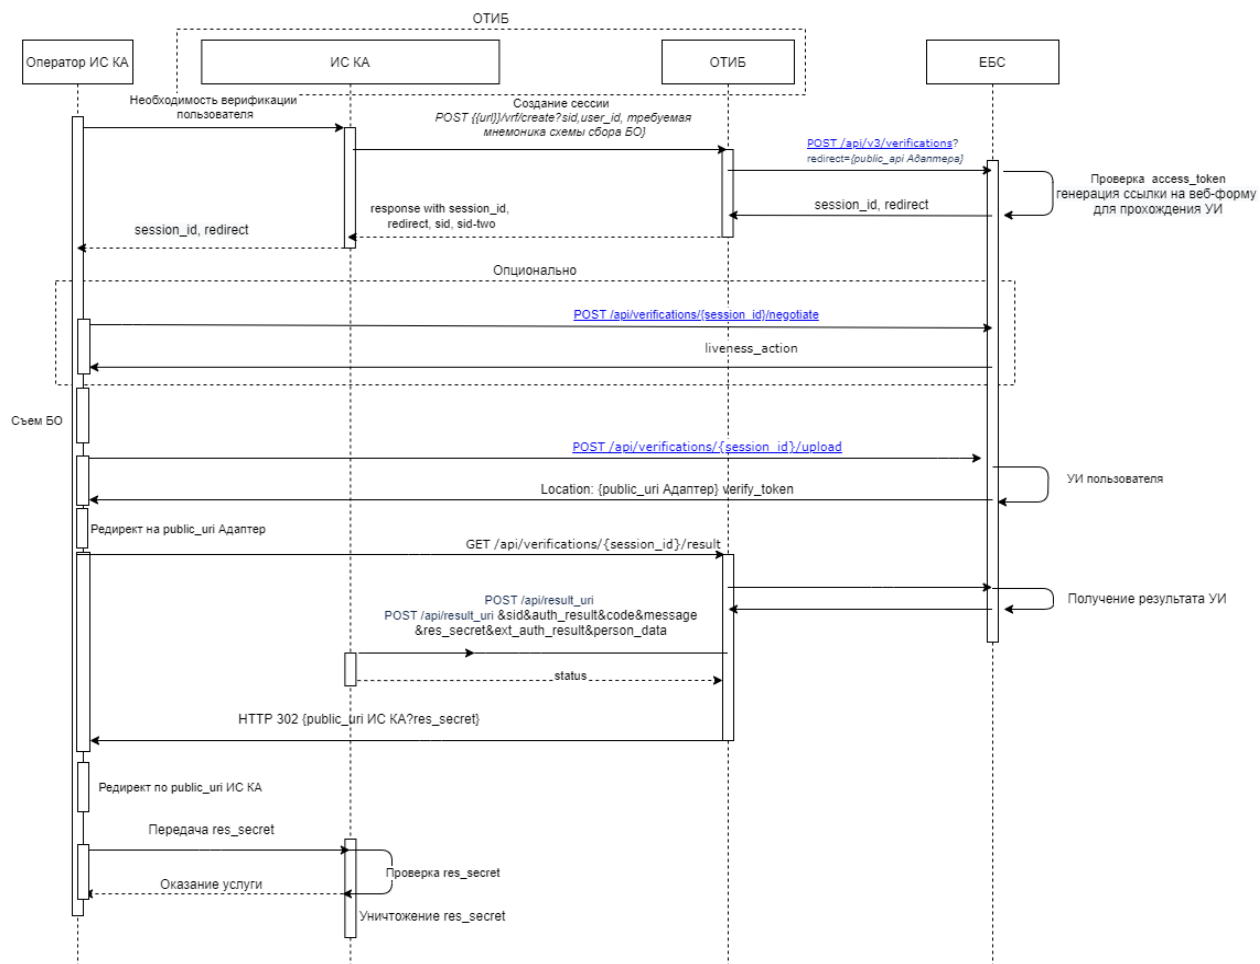 ОТИБ
Оператор ИС КА
ИС КА
ОТИБ
ЕБС
Необходимость верификации
пользователя
Создание сессии
POST {{url}}/vrf/create?sid,user_id, требуемая
мнемоника схемы сбора БО}
POST /api/v3/verifications?
redirect={public_api Адаптера}
Проверка access_token
генерация ссылки на веб-форму
для прохождения УИ
session_id, redirect
response with session_id,
redirect, sid, sid-two
session_id, redirect
Опционально
POST /api/verifications/{session_id}/negotiate
liveness_action
Съем БО
POST /api/verifications/{session_id}/upload
УИ пользователя
Location: {public_uri Адаптер} verify_token
Редирект на public_uri Адаптер
GET /api/verifications/{session_id}/result
Получение результата УИ
POST /api/result_uri
POST /api/result_uri &sid&auth_result&code&message
&res_secret&ext_auth_result&person_data
status
HTTP 302 {public_uri ИС КА?res_secret}
Редирект по public_uri ИС КА
Передача res_secret
Проверка res_secret
Оказание услуги
Уничтожение res_secret